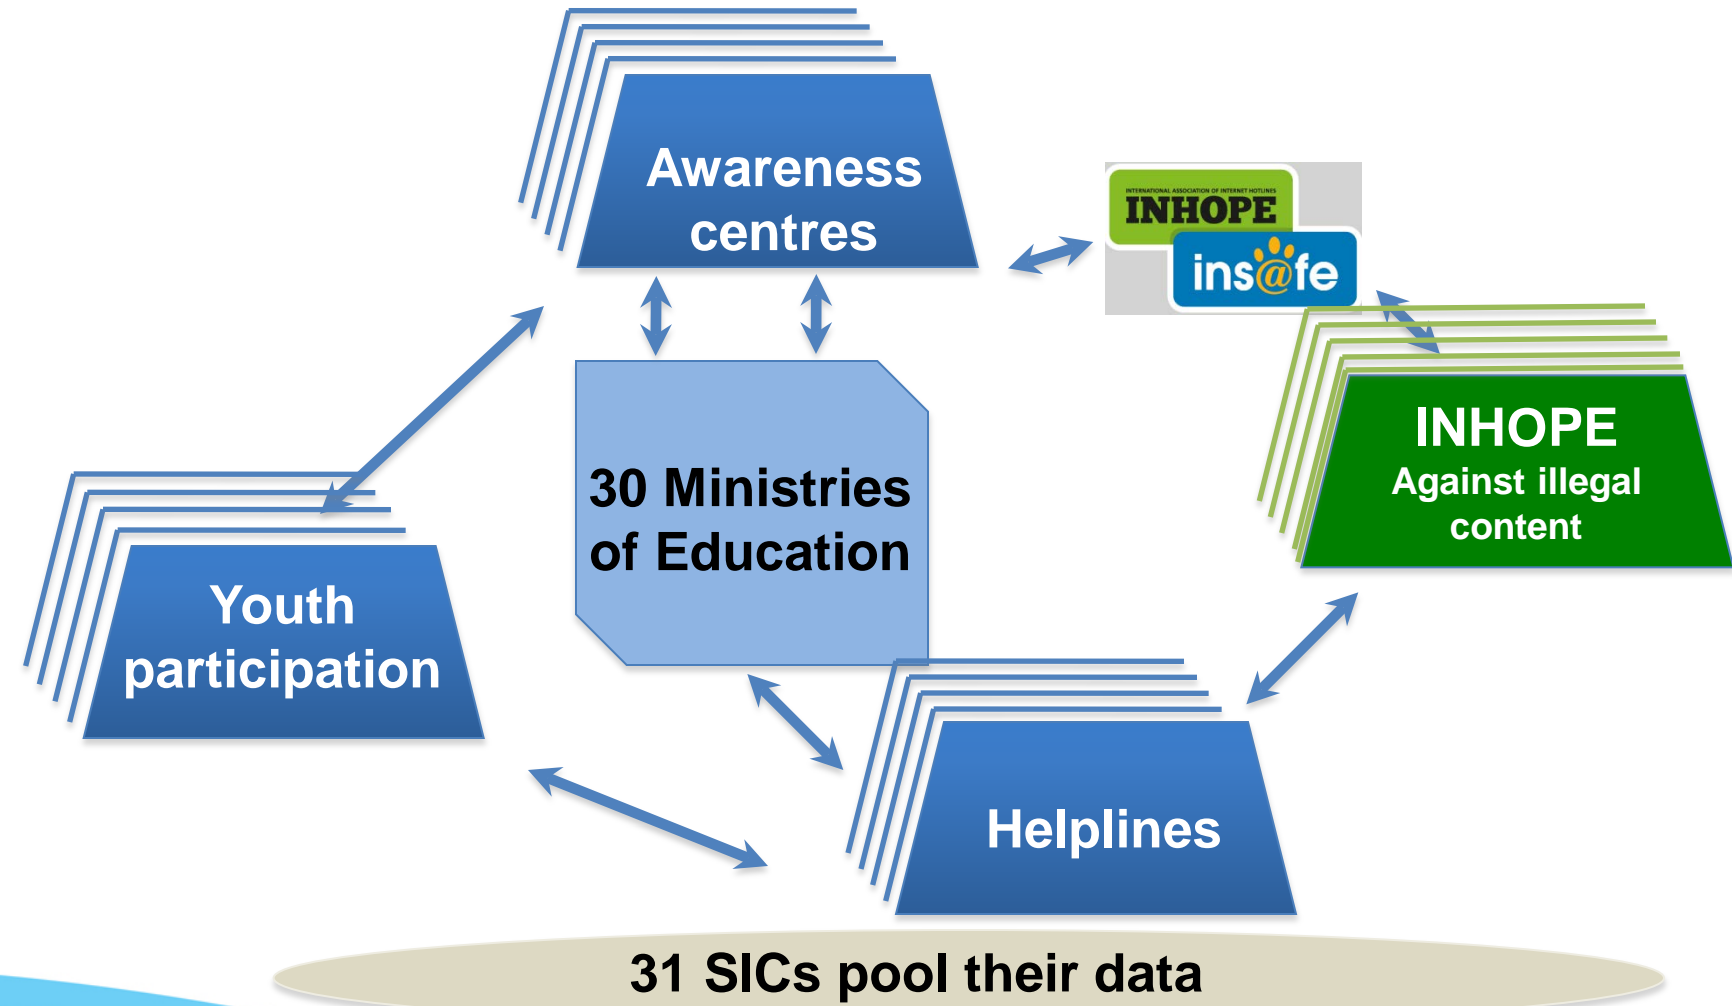 Awareness
centres
INTERNATIONAL ASSOCIATION OF INTERNET HOTLINES
INHOPE
ins@fe
INHOPE
Against illegal
content
30 Ministries
of Education
Youth
participation
Helplines
31 SICs pool their data